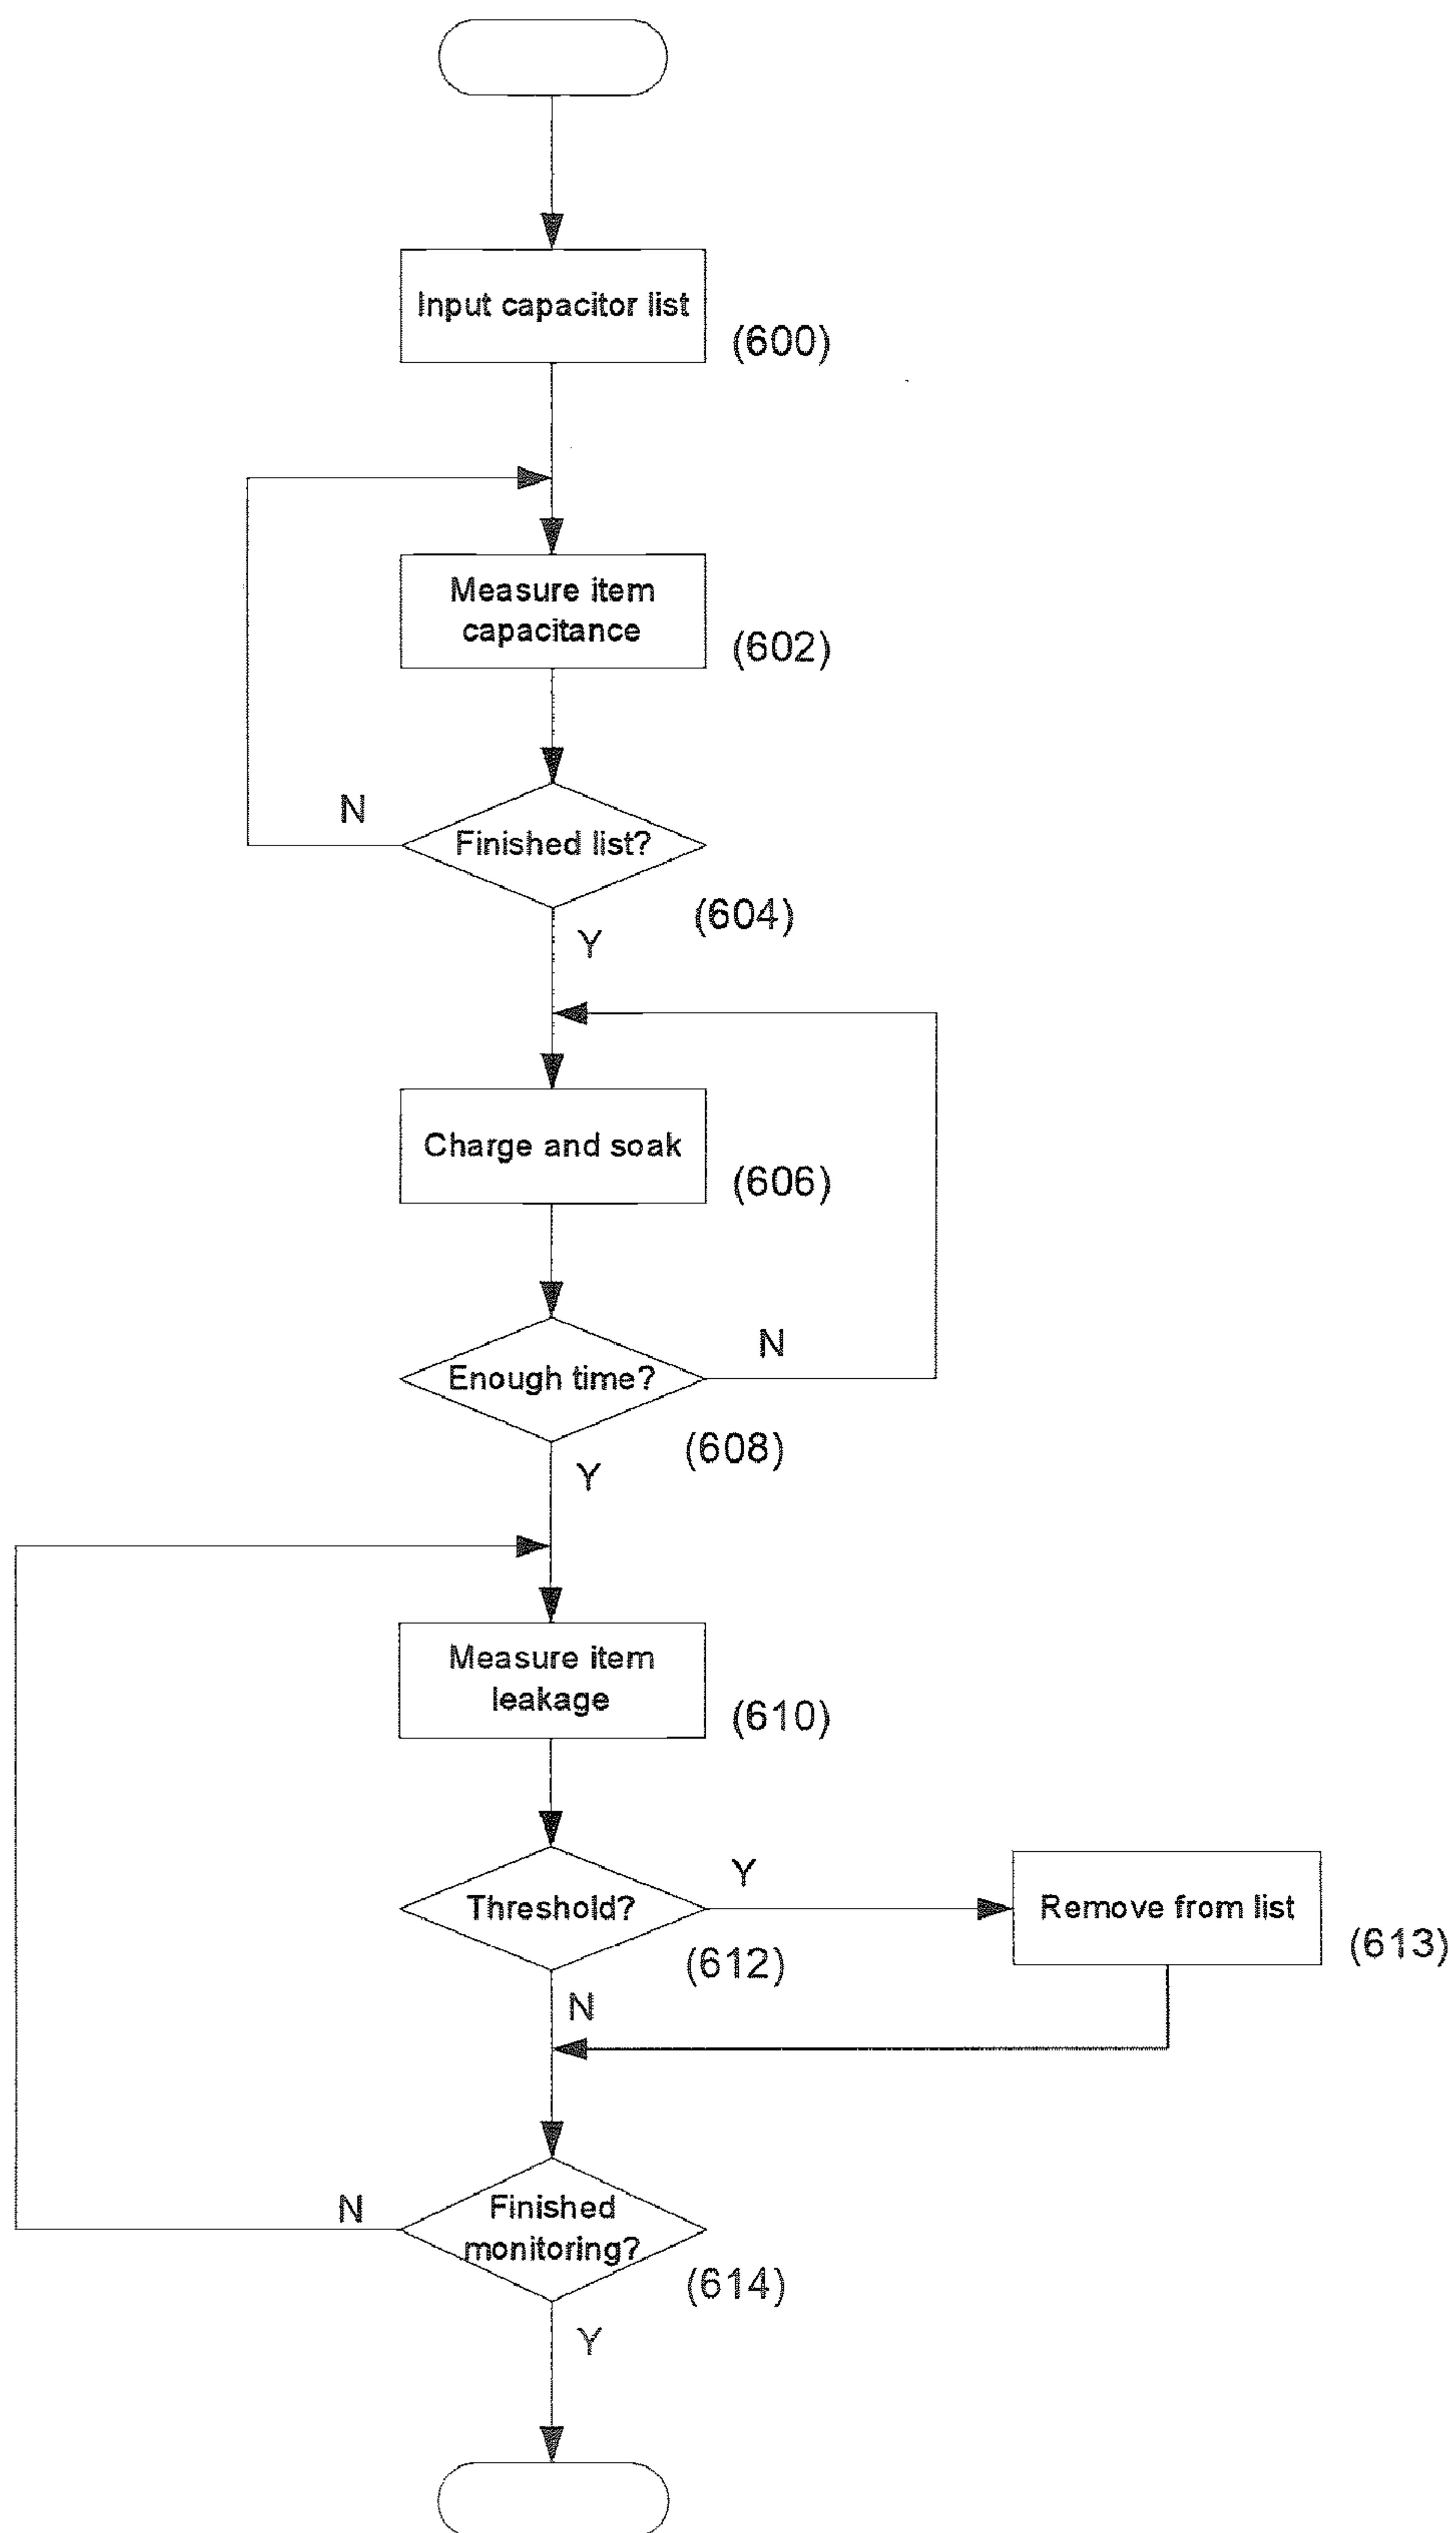 Input capacitor list
(600)
Measure item
capacitance
(602)
N
Finished list?
(604)
Y
Charge and soak
(606)
N
Enough time?
(608)
Y
Measure item
leakage
(610)
Y
Threshold?
Remove from list
(612)
(613)
N
N
Finished
monitoring?
(614)
Y